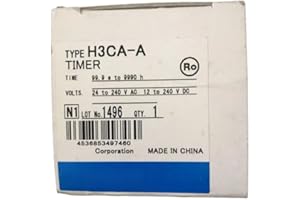 TYPE H3CA-A
TIMER
TIME 99.9 s to 9990 h
VOLTS. 24 to 240 V AC 12 to 240 V DC
N1 LOT No. 1496 QTY. 1
4536853497460
Corporation MADE IN CHINA
Ro